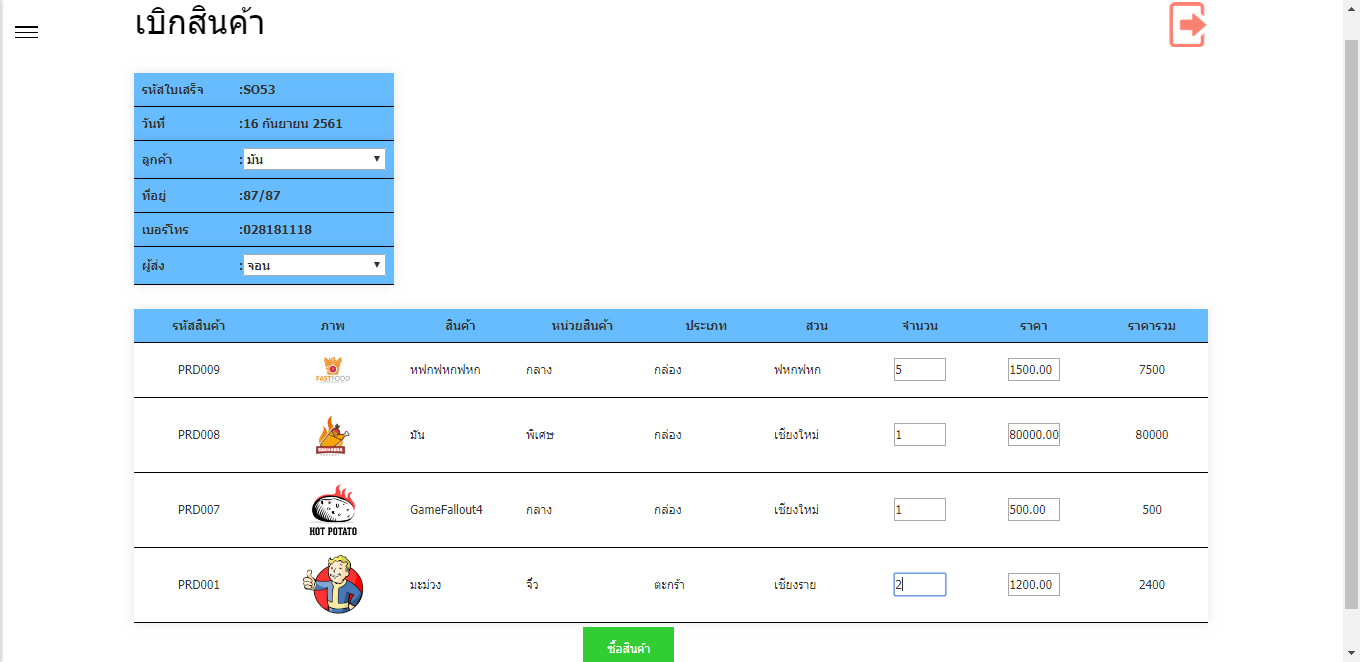 เบิกสินค้า
รหัสใบเสร็จ :SO53
วันที่ :16 กันยายน 2561
ลูกค้า : มัน
ที่อยู่ :87/87
เบอร์โทร :028181118
ผู้ส่ง : จอน
รหัสสินค้า ภาพ สินค้า หน่วยสินค้า ประเภท สวน จำนวน ราคา ราคารวม
PRD009 FASTFOOD หฟกฟหกฟหก กลาง กล่อง ฟหกฟหก 5 1500.00 7500
PRD008 มัน พิเศษ กล่อง เชียงใหม่ 1 80000.00 80000
PRD007 HOT POTATO GameFallout4 กลาง กล่อง เชียงใหม่ 1 500.00 500
PRD001 มะม่วง จิ๋ว ตะกร้า เชียงราย 2 1200.00 2400
ซื้อสินค้า